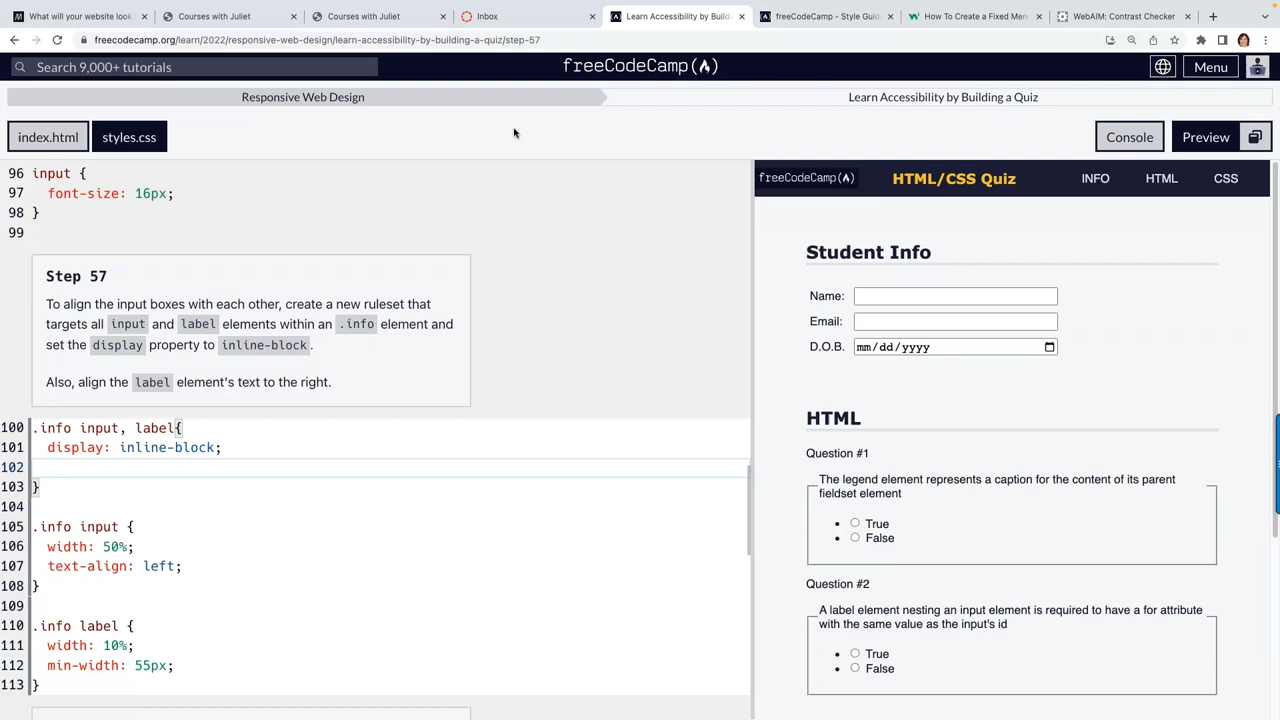 What will your website look
Courses with Juliet
Courses with Juliet
Inbox
Learn Accessibility by Build
freeCodeCamp - Style Guid
How To Create a Fixed Men
WebAIM: Contrast Checker
freecodecamp.org/learn/2022/responsive-web-design/learn-accessibility-by-building-a-quiz/step-57
Search 9,000+ tutorials
freeCodeCamp(🔥)
Menu
Responsive Web Design
Learn Accessibility by Building a Quiz
index.html
styles.css
Console
Preview
96 input {
97 font-size: 16px;
98 }
99
Step 57
To align the input boxes with each other, create a new ruleset that
targets all input and label elements within an .info element and
set the display property to inline-block.
Also, align the label element's text to the right.
100 .info input, label{
101 display: inline-block;
102
103 }
104
105 .info input {
106 width: 50%;
107 text-align: left;
108 }
109
110 .info label {
111 width: 10%;
112 min-width: 55px;
113 }
freeCodeCamp(🔥)
HTML/CSS Quiz
INFO
HTML
CSS
Student Info
Name:
Email:
D.O.B.
mm/dd/yyyy
HTML
Question #1
The legend element represents a caption for the content of its parent
fieldset element
True
False
Question #2
A label element nesting an input element is required to have a for attribute
with the same value as the input's id
True
False